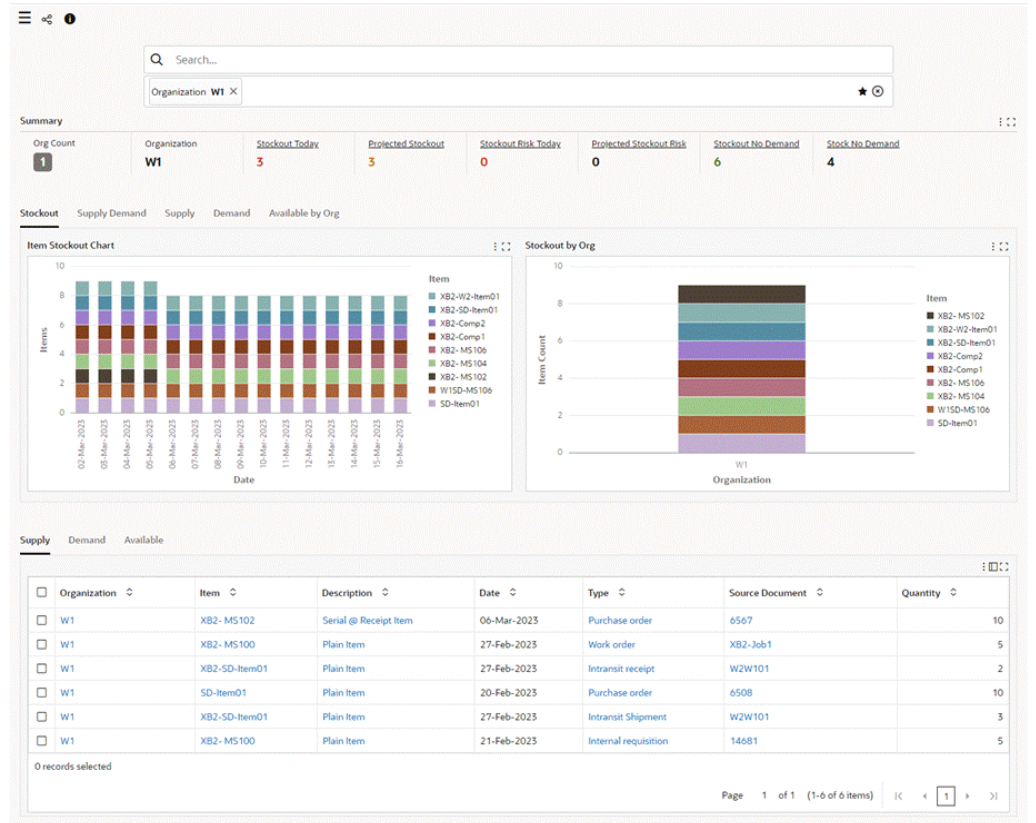 Search...
Organization W1
Summary
Org Count Organization Stockout Today Projected Stockout Stockout Risk Today Projected Stockout Risk Stockout No Demand Stock No Demand
1 W1 3 3 0 0 6 4
Stockout Supply Demand Supply Demand Available by Org
Item Stockout Chart
10
8
6
4
2
0
Items
02-Mar-2023
03-Mar-2023
04-Mar-2023
05-Mar-2023
06-Mar-2023
07-Mar-2023
08-Mar-2023
09-Mar-2023
10-Mar-2023
11-Mar-2023
12-Mar-2023
13-Mar-2023
14-Mar-2023
15-Mar-2023
16-Mar-2023
Date
Item
XB2-W2-Item01
XB2-SD-Item01
XB2-Comp2
XB2-Comp1
XB2- MS106
XB2- MS104
XB2- MS102
W1SD-MS106
SD-Item01
Stockout by Org
10
8
6
4
2
0
Item Count
W1
Organization
Item
XB2- MS102
XB2-W2-Item01
XB2-SD-Item01
XB2-Comp2
XB2-Comp1
XB2- MS106
XB2- MS104
W1SD-MS106
SD-Item01
Supply Demand Available
Organization Item Description Date Type Source Document Quantity
W1 XB2- MS102 Serial @ Receipt Item 06-Mar-2023 Purchase order 6567 10
W1 XB2- MS100 Plain Item 27-Feb-2023 Work order XB2-Job1 5
W1 XB2-SD-Item01 Plain Item 27-Feb-2023 Intransit receipt W2W101 2
W1 SD-Item01 Plain Item 20-Feb-2023 Purchase order 6508 10
W1 XB2-SD-Item01 Plain Item 27-Feb-2023 Intransit Shipment W2W101 3
W1 XB2- MS100 Plain Item 21-Feb-2023 Internal requisition 14681 5
0 records selected
Page 1 of 1 (1-6 of 6 items) 1